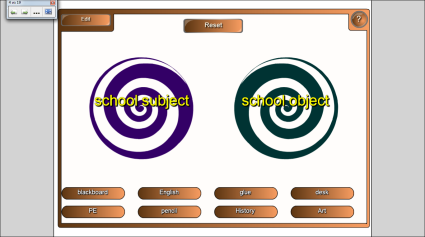 Edit
Reset
?
school subject
school object
blackboard
English
glue
desk
PE
pencil
History
Art